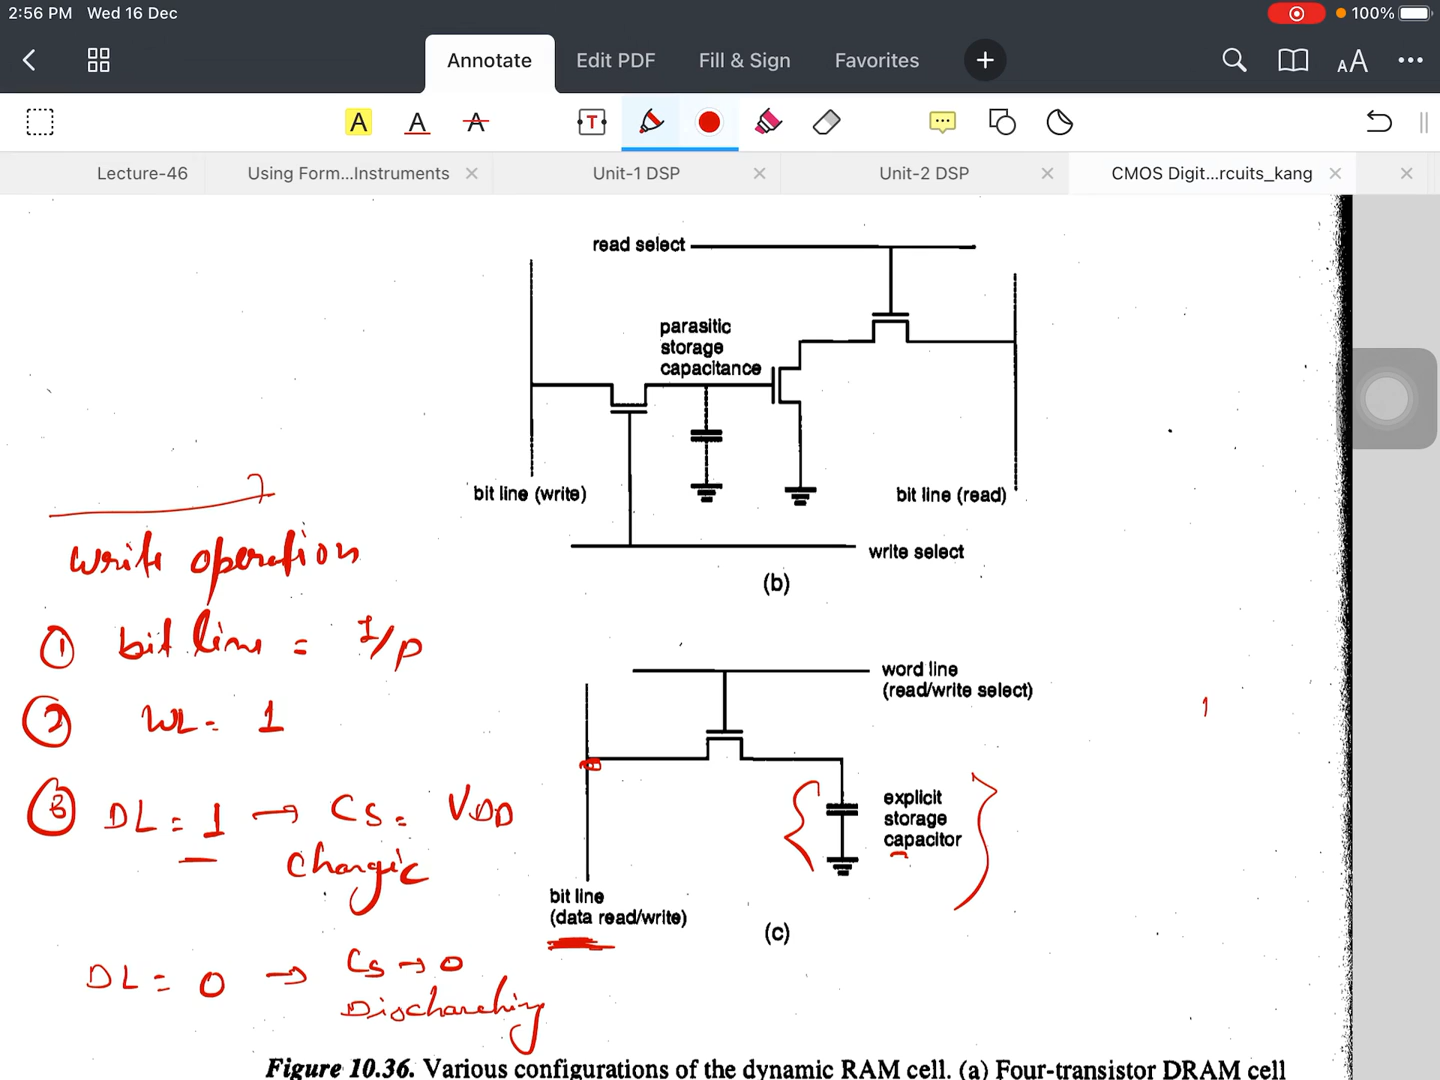 2:56 PM Wed 16 Dec
100%
Annotate
Edit PDF
Fill & Sign
Favorites
AA
A
A
A
T
Lecture-46
Using Form...Instruments
Unit-1 DSP
Unit-2 DSP
CMOS Digit...rcuits_kang
read select
parasitic
storage
capacitance
bit line (write)
bit line (read)
write select
(b)
write operation
① bit line = I/p
② WL = 1
③ DL = 1 → Cs = VDD
DL = 0 → Cs → 0
word line
(read/write select)
explicit
storage
capacitor
bit line
(data read/write)
(c)
Figure 10.36. Various configurations of the dynamic RAM cell. (a) Four-transistor DRAM cell